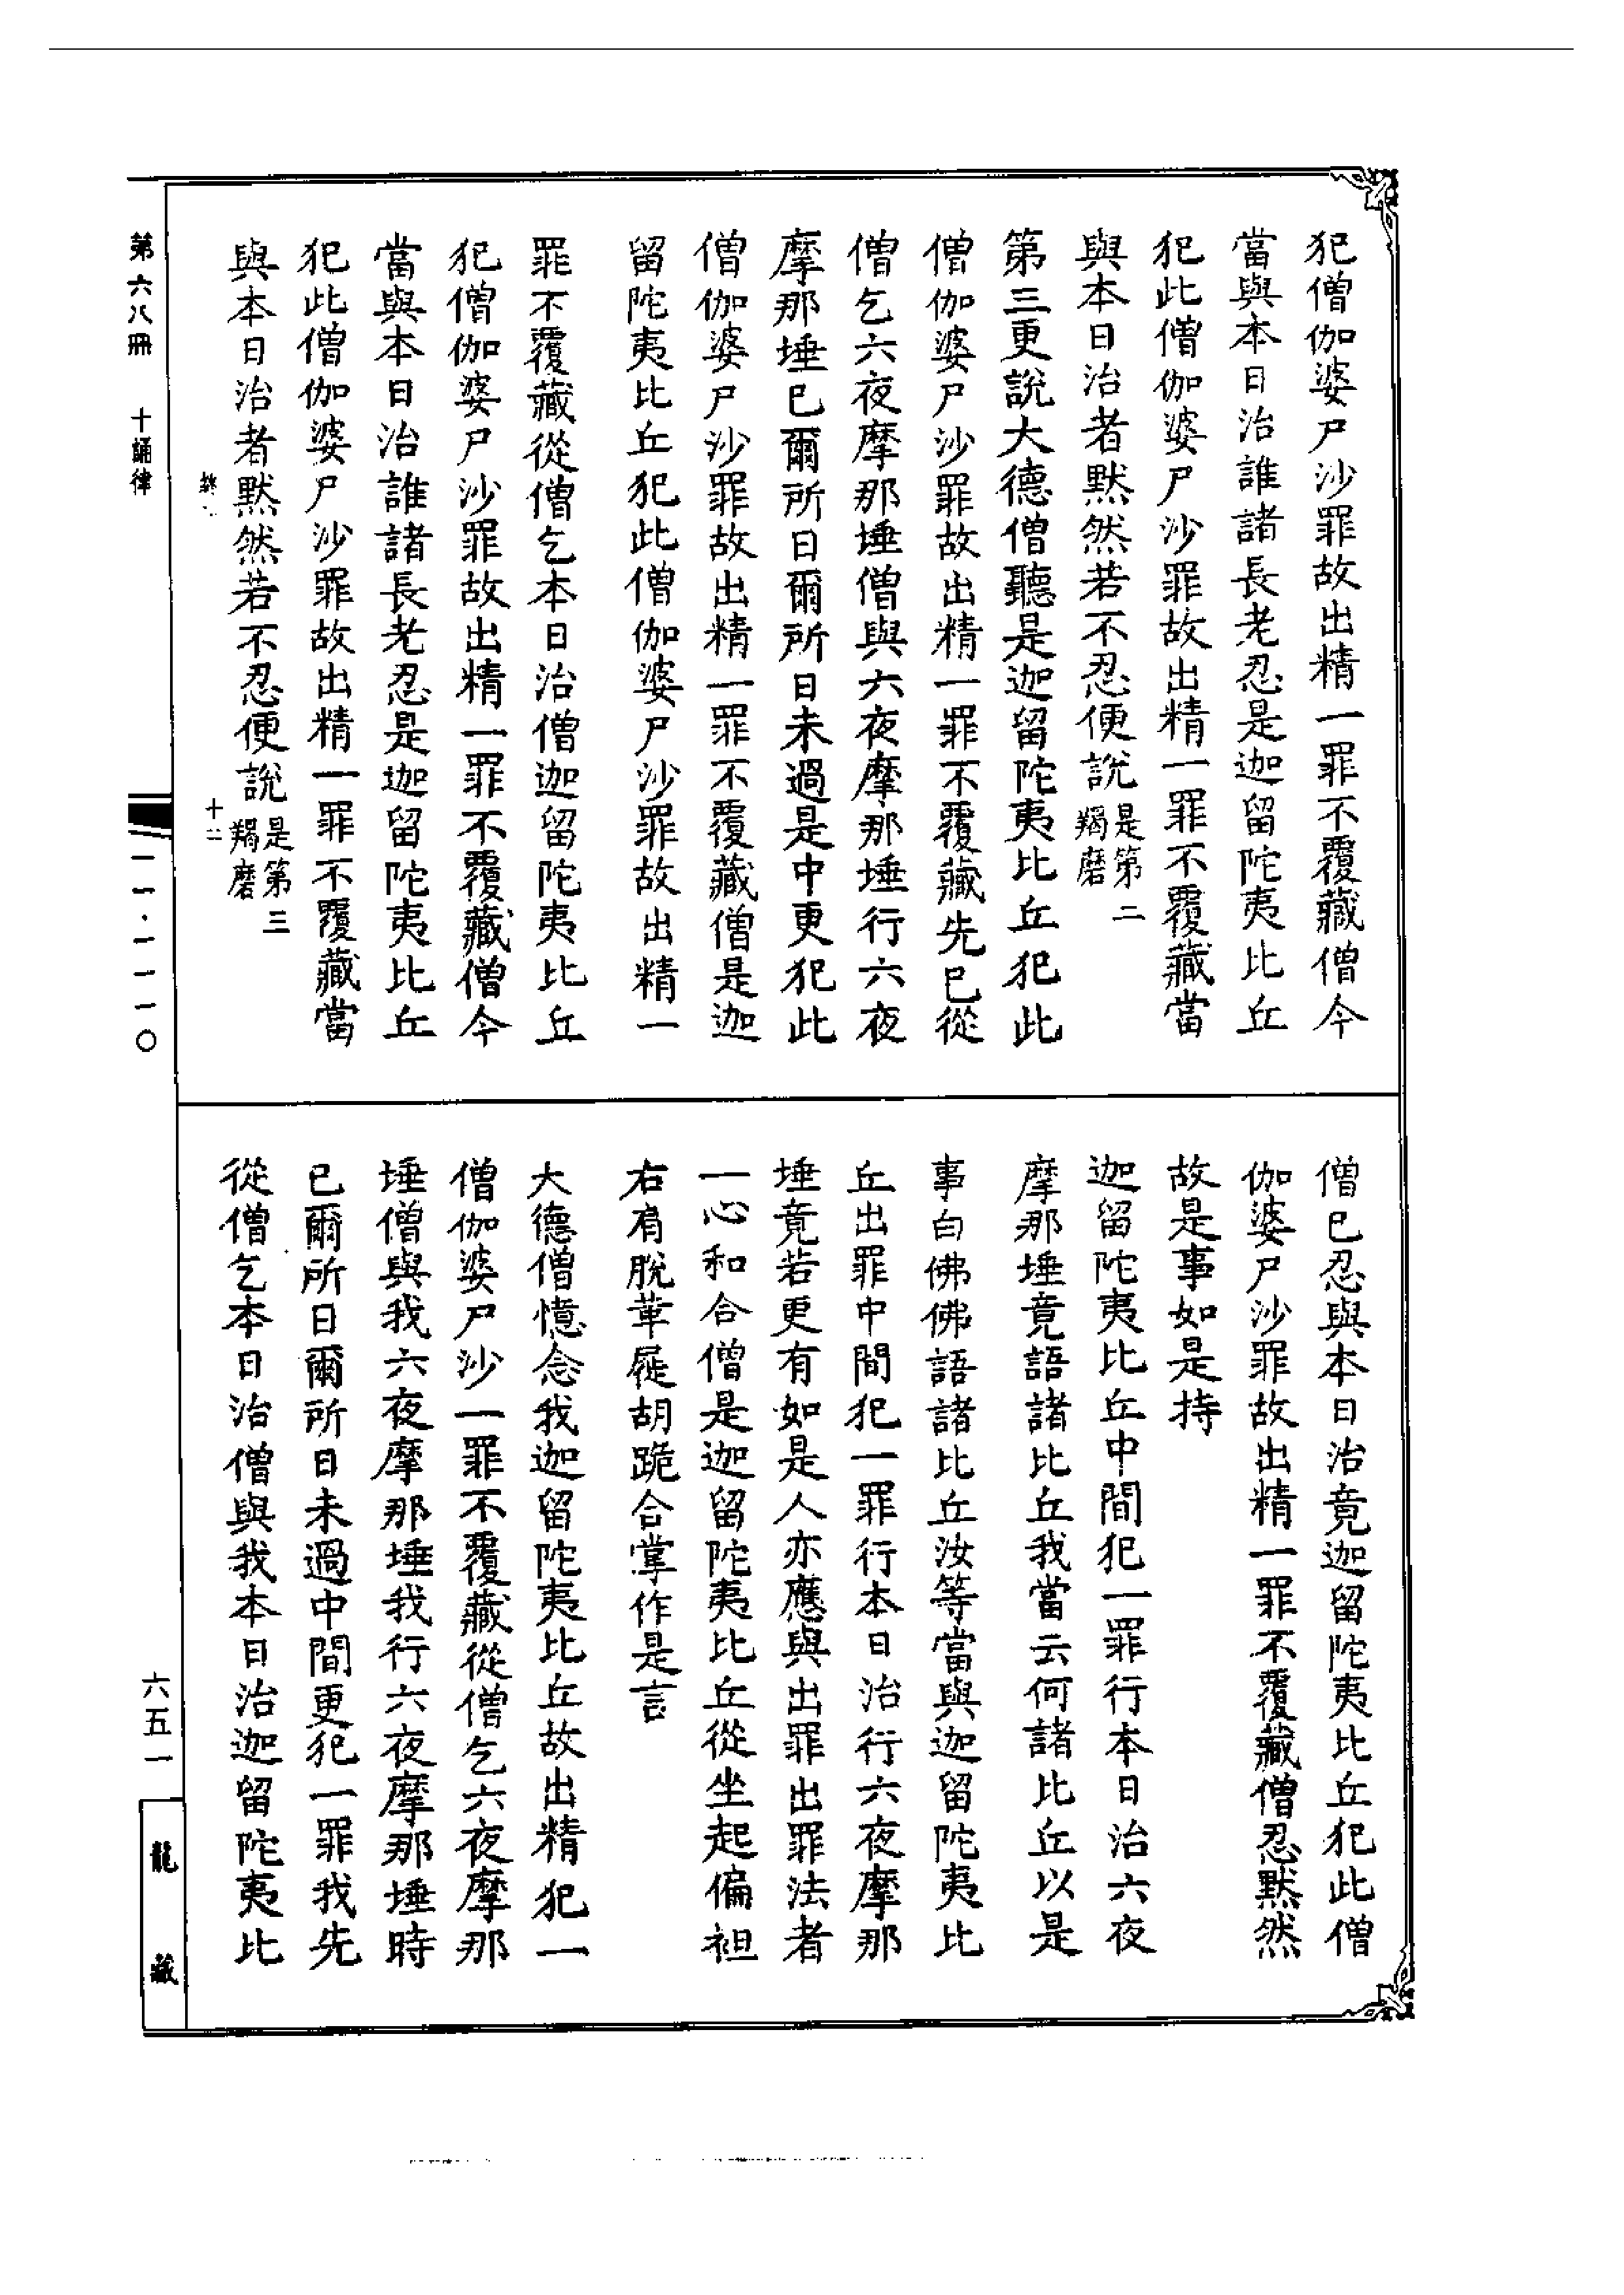 犯僧伽婆尸沙罪故出精一罪不覆藏僧今
當與本日治誰諸長老忍是迦留陀夷比丘
犯此僧伽婆尸沙罪故出精一罪不覆藏當
與本日治者默然若不忍便說是第二羯磨
第三更說大德僧聽是迦留陀夷比丘犯此
僧伽婆尸沙罪故出精一罪不覆藏先已從
僧乞六夜摩那埵僧與六夜摩那埵行六夜
摩那埵已爾所日爾所日未過是中更犯此
僧伽婆尸沙罪故出精一罪不覆藏僧是迦
留陀夷比丘犯此僧伽婆尸沙罪故出精一
罪不覆藏從僧乞本日治僧迦留陀夷比丘
犯僧伽婆尸沙罪故出精一罪不覆藏僧今
當與本日治誰諸長老忍是迦留陀夷比丘
犯此僧伽婆尸沙罪故出精一罪不覆藏當
與本日治者默然若不忍便說是第三羯磨
僧已忍與本日治竟迦留陀夷比丘犯此僧
伽婆尸沙罪故出精一罪不覆藏僧忍默然
故是事如是持
迦留陀夷比丘中間犯一罪行本日治六夜
摩那埵竟語諸比丘我當云何諸比丘以是
事白佛佛語諸比丘汝等當與迦留陀夷比
丘出罪中間犯一罪行本日治行六夜摩那
埵竟若更有如是人亦應與出罪出罪法者
一心和合僧是迦留陀夷比丘從坐起偏袒
右肩脫革屣胡跪合掌作是言
大德僧憶念我迦留陀夷比丘故出精犯一
僧伽婆尸沙一罪不覆藏從僧乞六夜摩那
埵僧與我六夜摩那埵我行六夜摩那埵時
已爾所日爾所日未過中間更犯一罪我先
從僧乞本日治僧與我本日治迦留陀夷比
第六八冊 十誦律
一一·一一一〇
六五一
龍藏